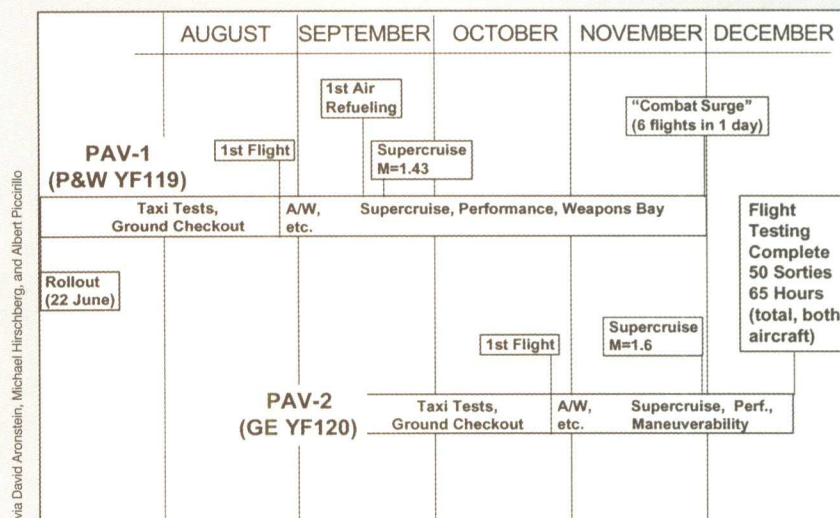 AUGUST SEPTEMBER OCTOBER NOVEMBER DECEMBER
1st Air
Refueling
"Combat Surge"
(6 flights in 1 day)
PAV-1
(P&W YF119)
1st Flight
Supercruise
M=1.43
Taxi Tests,
Ground Checkout
A/W,
etc.
Supercruise, Performance, Weapons Bay
Rollout
(22 June)
Flight
Testing
Complete
50 Sorties
65 Hours
(total, both
aircraft)
1st Flight
Supercruise
M=1.6
PAV-2
(GE YF120)
Taxi Tests,
Ground Checkout
A/W,
etc.
Supercruise, Perf.,
Maneuverability
via David Aronstein, Michael Hirschberg, and Albert Piccirillo